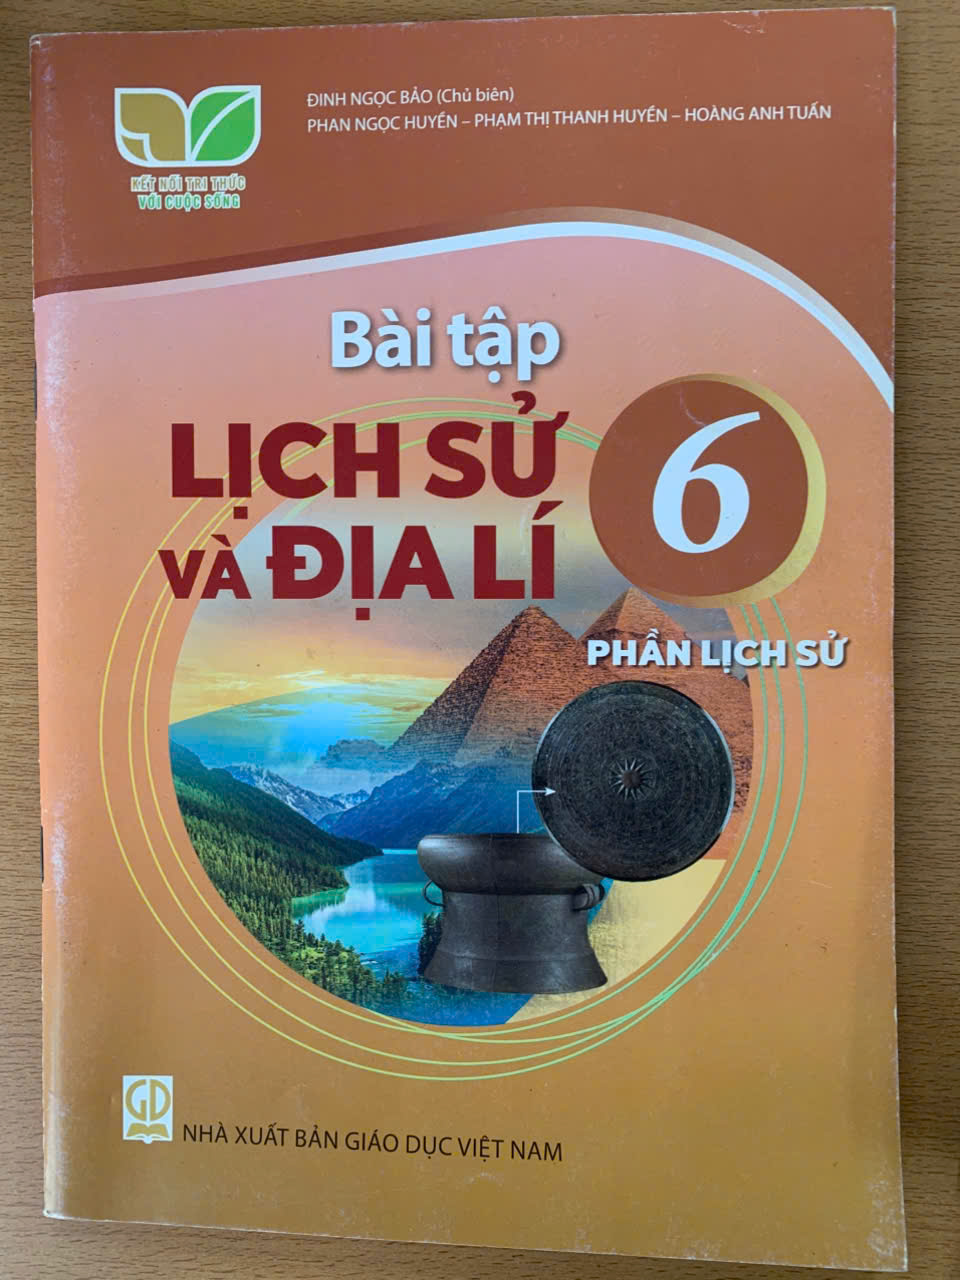 ĐINH NGỌC BẢO (Chủ biên)
PHAN NGỌC HUYỀN – PHẠM THỊ THANH HUYỀN – HOÀNG ANH TUẤN
KẾT NỐI TRI THỨC
VỚI CUỘC SỐNG
Bài tập
LỊCH SỬ
VÀ ĐỊA LÍ
6
PHẦN LỊCH SỬ
GD
NHÀ XUẤT BẢN GIÁO DỤC VIỆT NAM